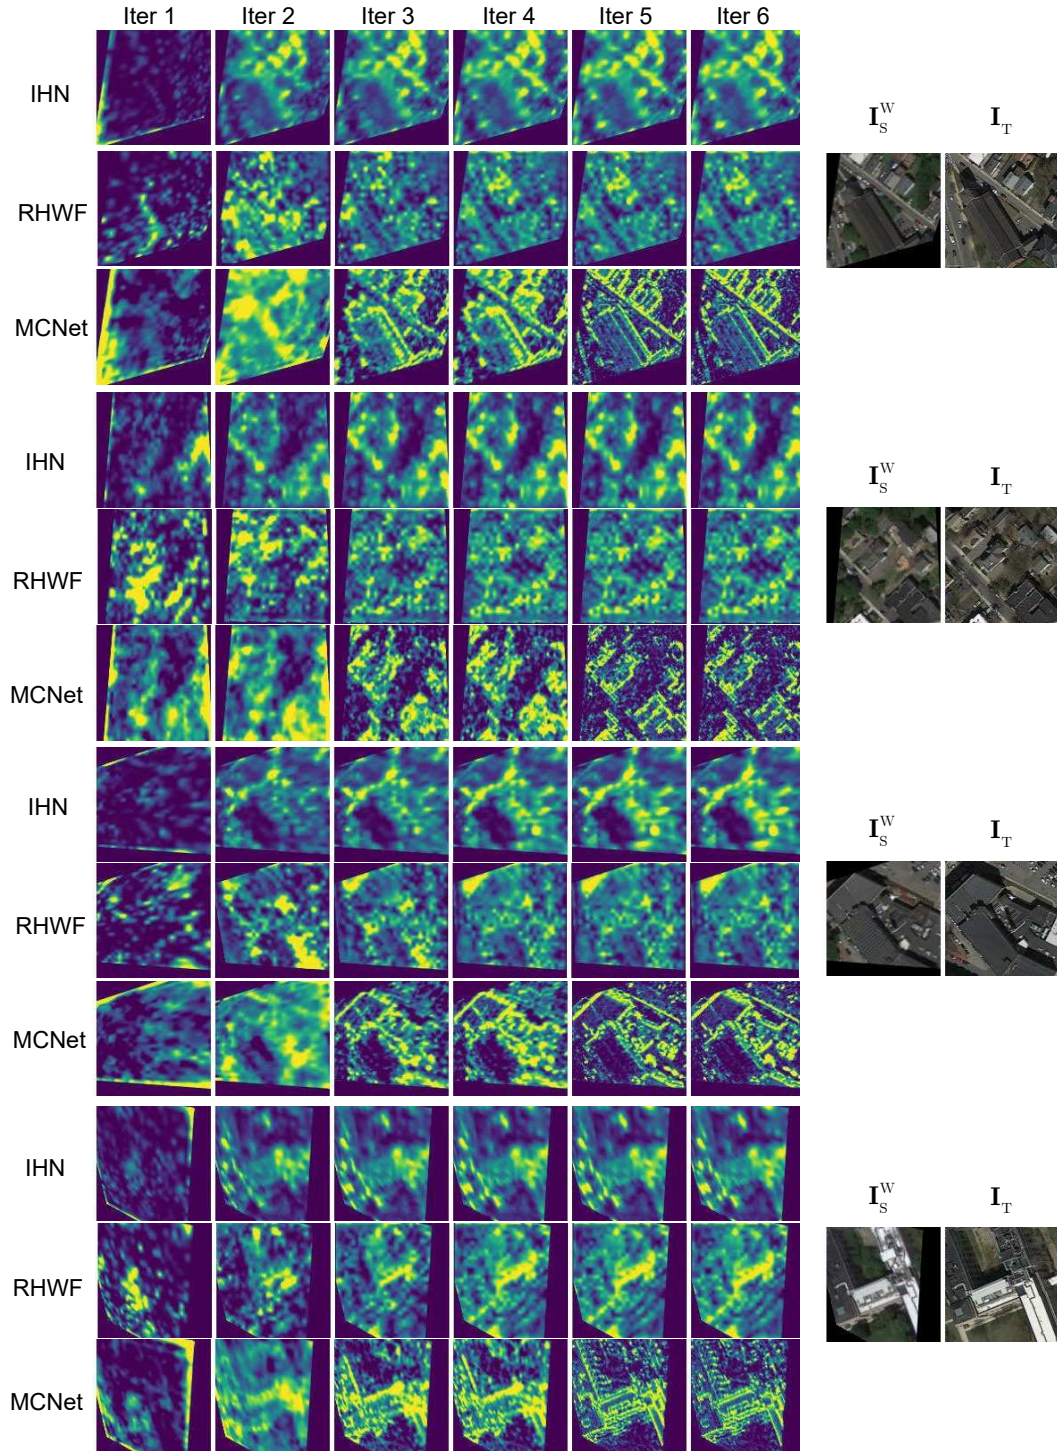 Iter 1 Iter 2 Iter 3 Iter 4 Iter 5 Iter 6
IHN
I_S^W I_T
RHWF
MCNet
IHN
I_S^W I_T
RHWF
MCNet
IHN
I_S^W I_T
RHWF
MCNet
IHN
I_S^W I_T
RHWF
MCNet